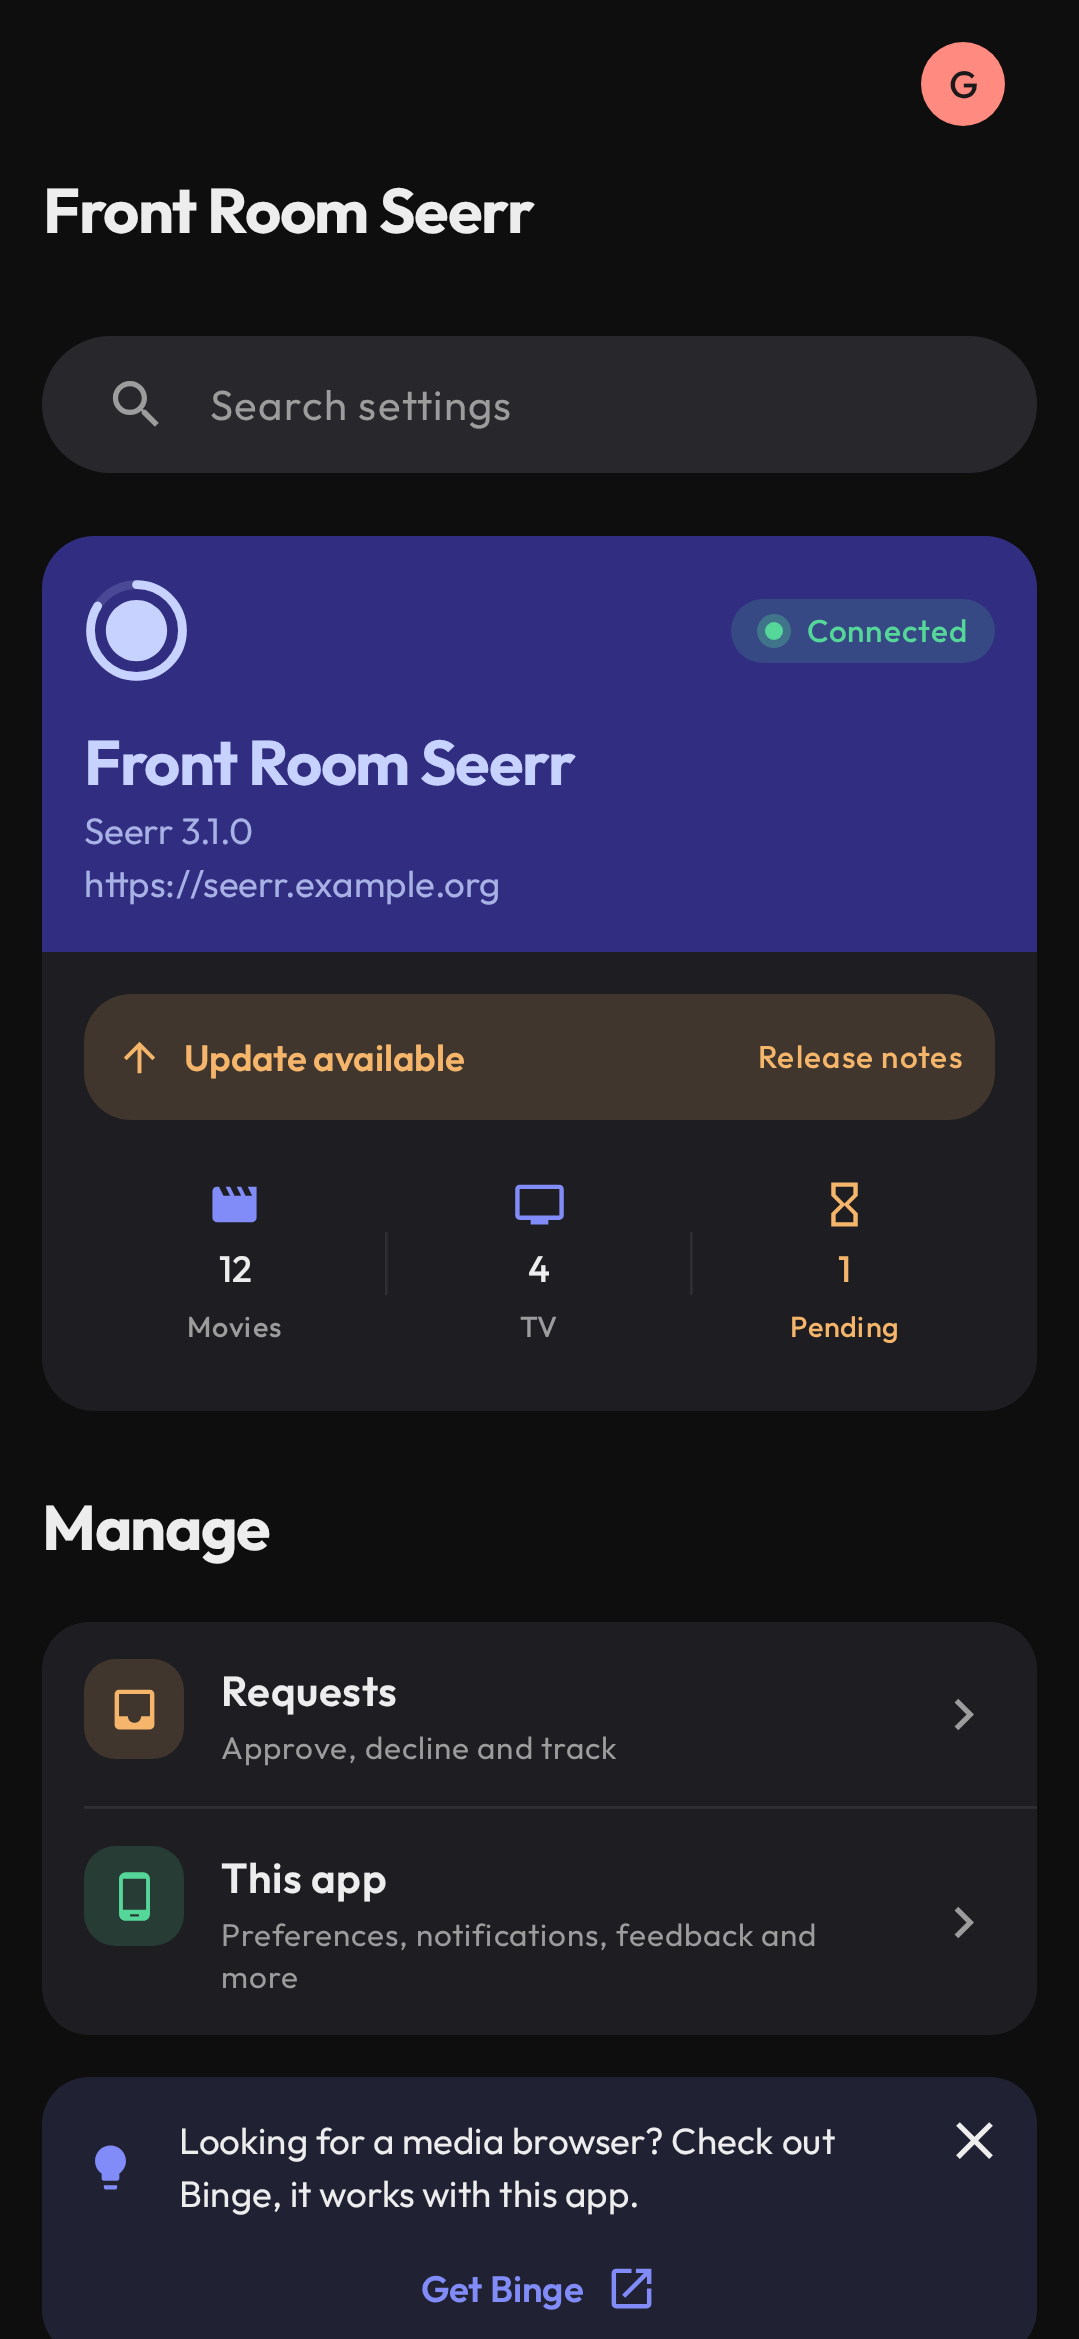 G
Front Room Seerr
Search settings
Connected
Front Room Seerr
Seerr 3.1.0
https://seerr.example.org
Update available
Release notes
12
Movies
4
TV
1
Pending
Manage
Requests
Approve, decline and track
This app
Preferences, notifications, feedback and
more
Looking for a media browser? Check out
Binge, it works with this app.
Get Binge